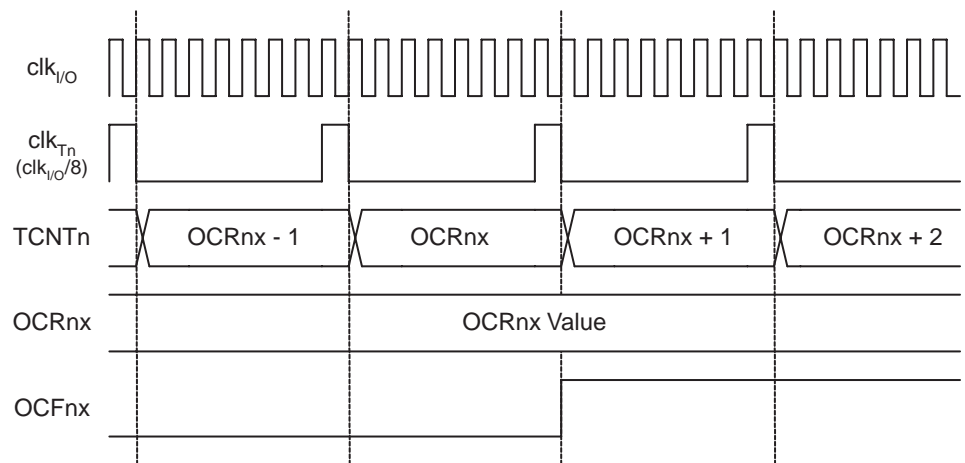 clkI/O
clkTn
(clkI/O/8)
TCNTn
OCRnx - 1
OCRnx
OCRnx + 1
OCRnx + 2
OCRnx
OCRnx Value
OCFnx